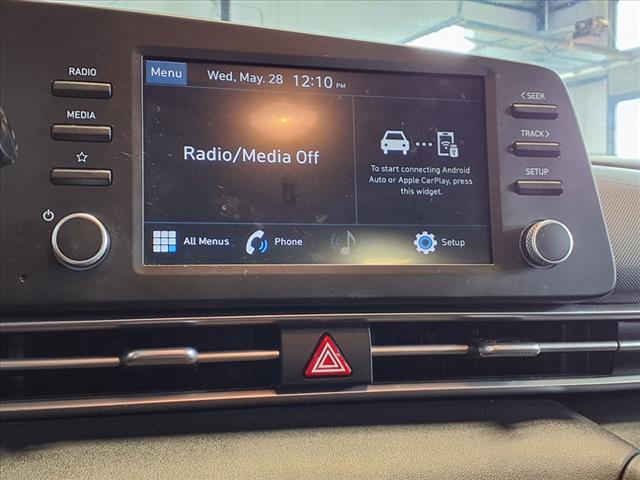 RADIO
MEDIA
Menu Wed, May. 28 12:10 PM
Radio/Media Off
To start connecting Android
Auto or Apple CarPlay, press
this widget.
All Menus Phone Setup
< SEEK
TRACK >
SETUP